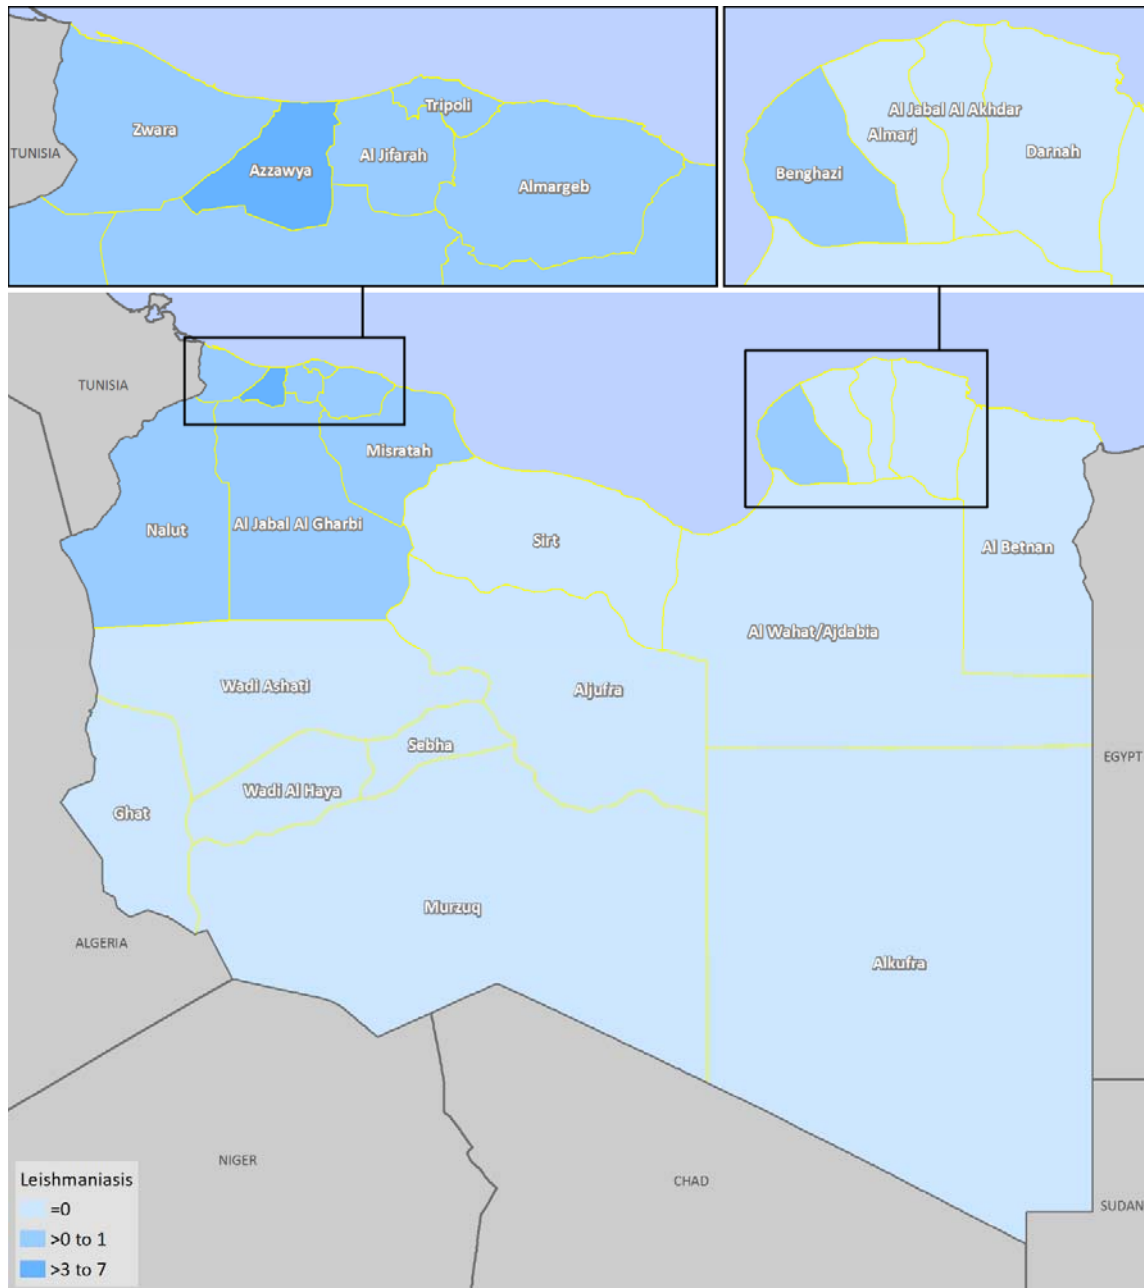 Tripoli
Zwara
Al Jabal Al Akhdar
Almarj
TUNISIA
Al Jifarah
Darnah
Azzawya
Benghazi
Almargeb
TUNISIA
Misratah
Nalut
Al Jabal Al Gharbi
Sirt
Al Betnan
Al Wahat/Ajdabia
Wadi Ashati
Aljufra
Sebha
EGYPT
Wadi Al Haya
Ghat
Murzuq
ALGERIA
Alkufra
NIGER
CHAD
SUDAN
Leishmaniasis
=0
>0 to 1
>3 to 7